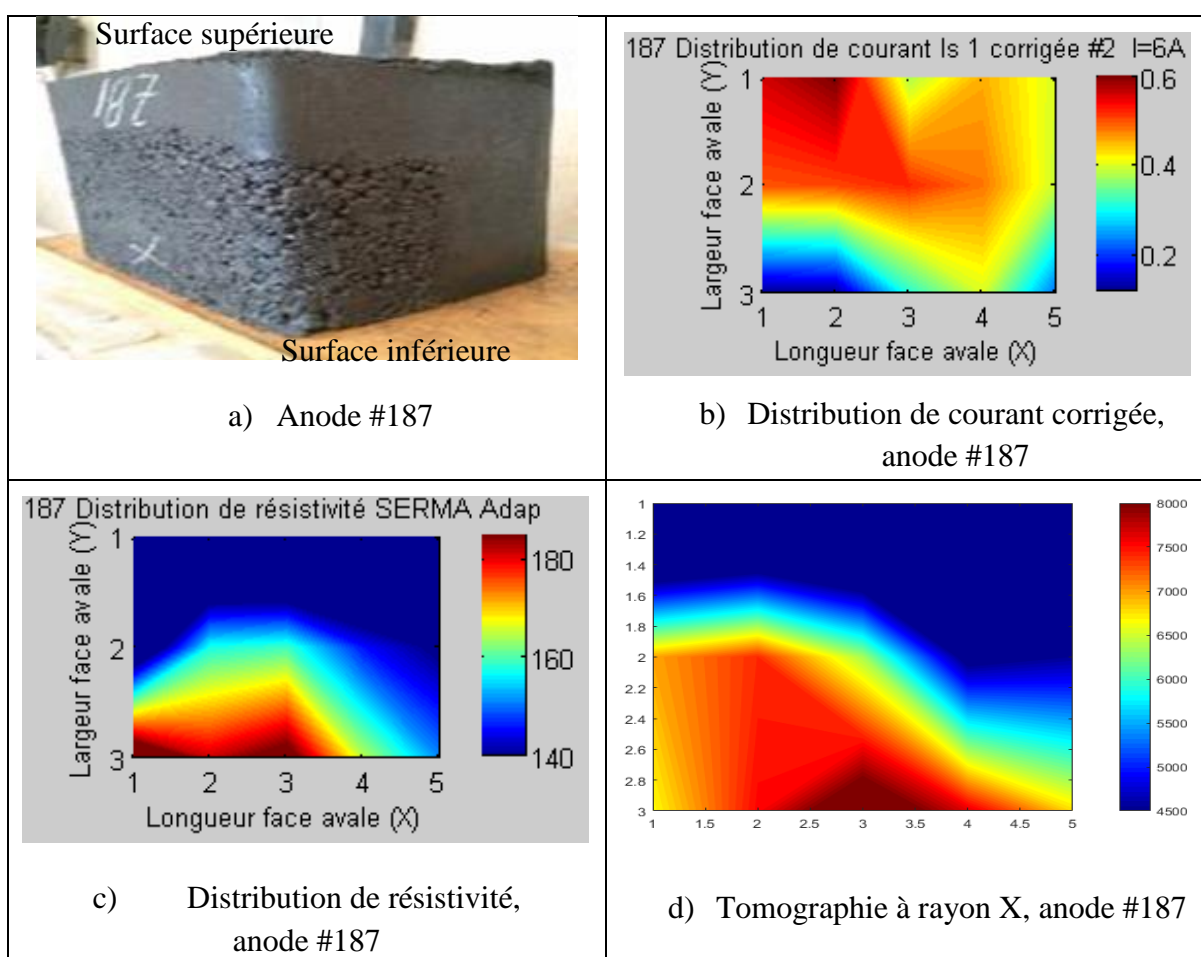 Surface supérieure
187
X
Surface inférieure
a) Anode #187
187 Distribution de courant Is 1 corrigée #2 I=6A
Largeur face avale (Y)
1
2
3
1 2 3 4 5
Longueur face avale (X)
0.6
0.4
0.2
b) Distribution de courant corrigée,
anode #187
187 Distribution de résistivité SERMA Adap
Largeur face avale (Y)
1
2
3
1 2 3 4 5
Longueur face avale (X)
180
160
140
c) Distribution de résistivité,
anode #187
1
1.2
1.4
1.6
1.8
2
2.2
2.4
2.6
2.8
3
1 1.5 2 2.5 3 3.5 4 4.5 5
8000
7500
7000
6500
6000
5500
5000
4500
d) Tomographie à rayon X, anode #187